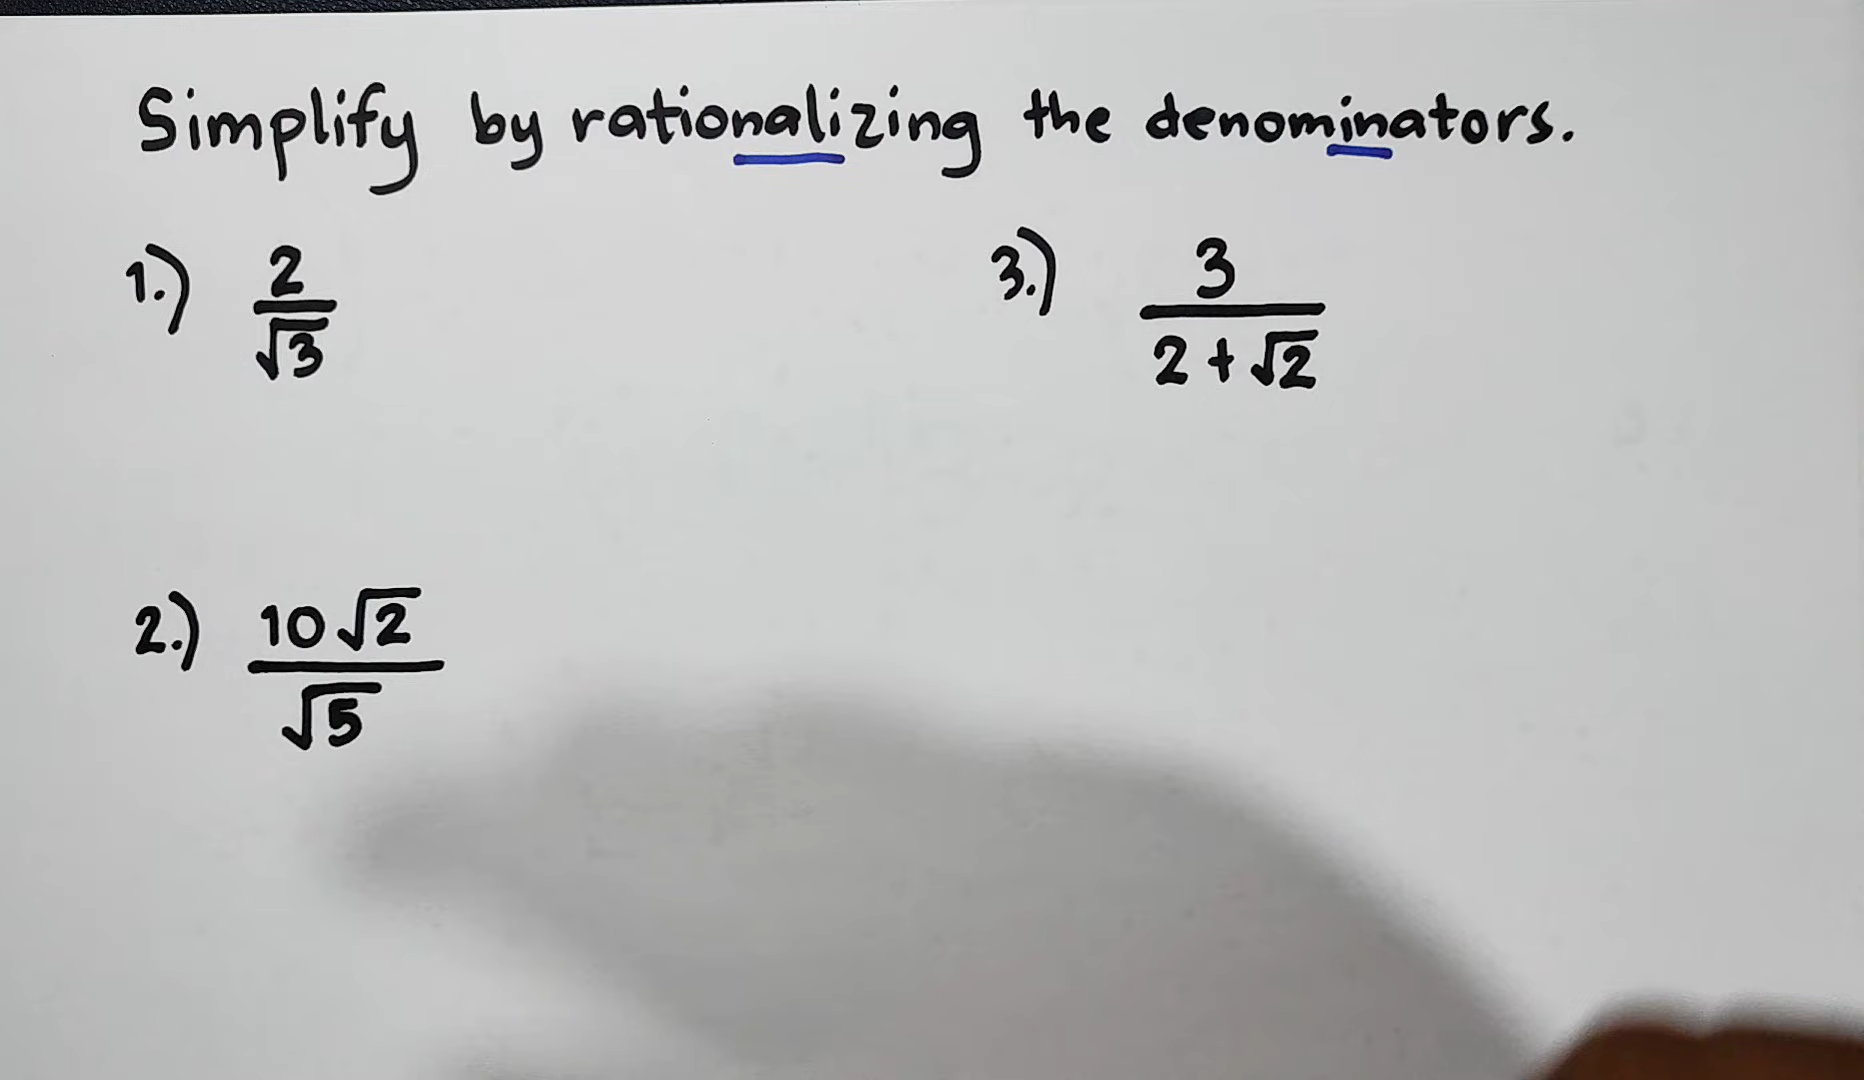 Simplify by rationalizing the denominators.
1.) 2/√3
3.) 3/(2+√2)
2.) 10√2/√5